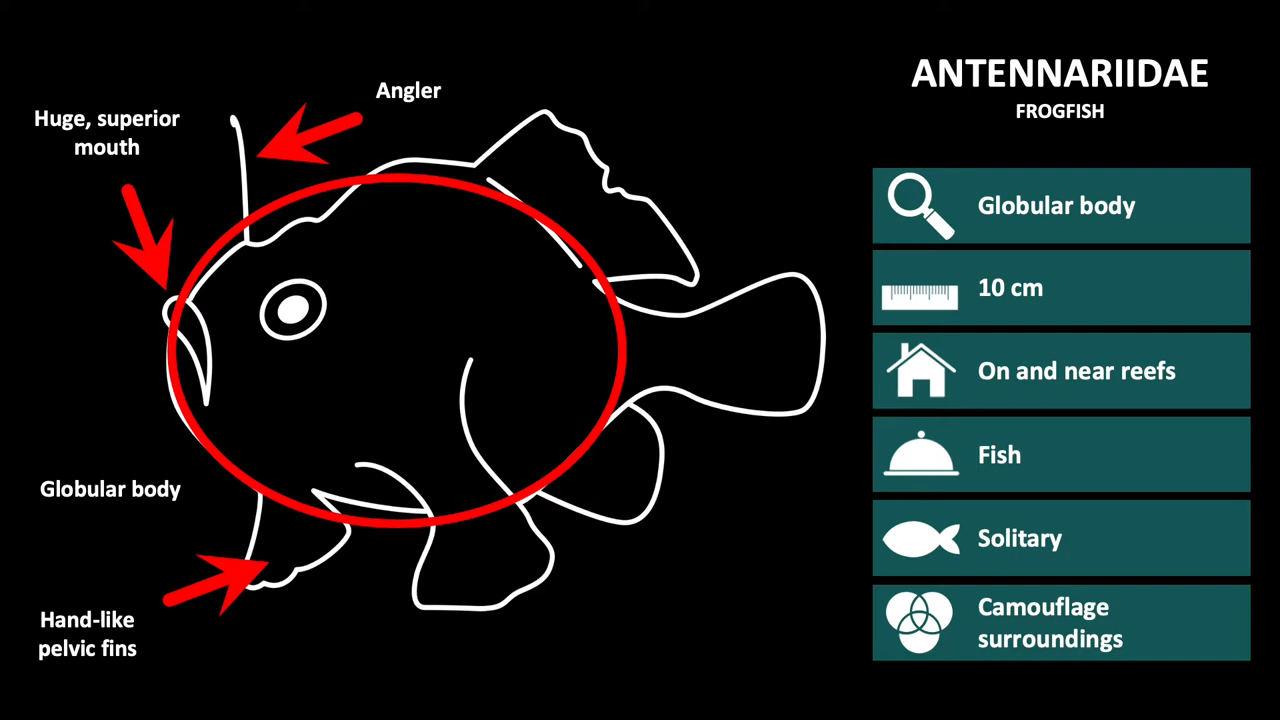 ANTENNARIIDAE
FROGFISH
Angler
Huge, superior
mouth
Globular body
Hand-like
pelvic fins
Globular body
10 cm
On and near reefs
Fish
Solitary
Camouflage
surroundings